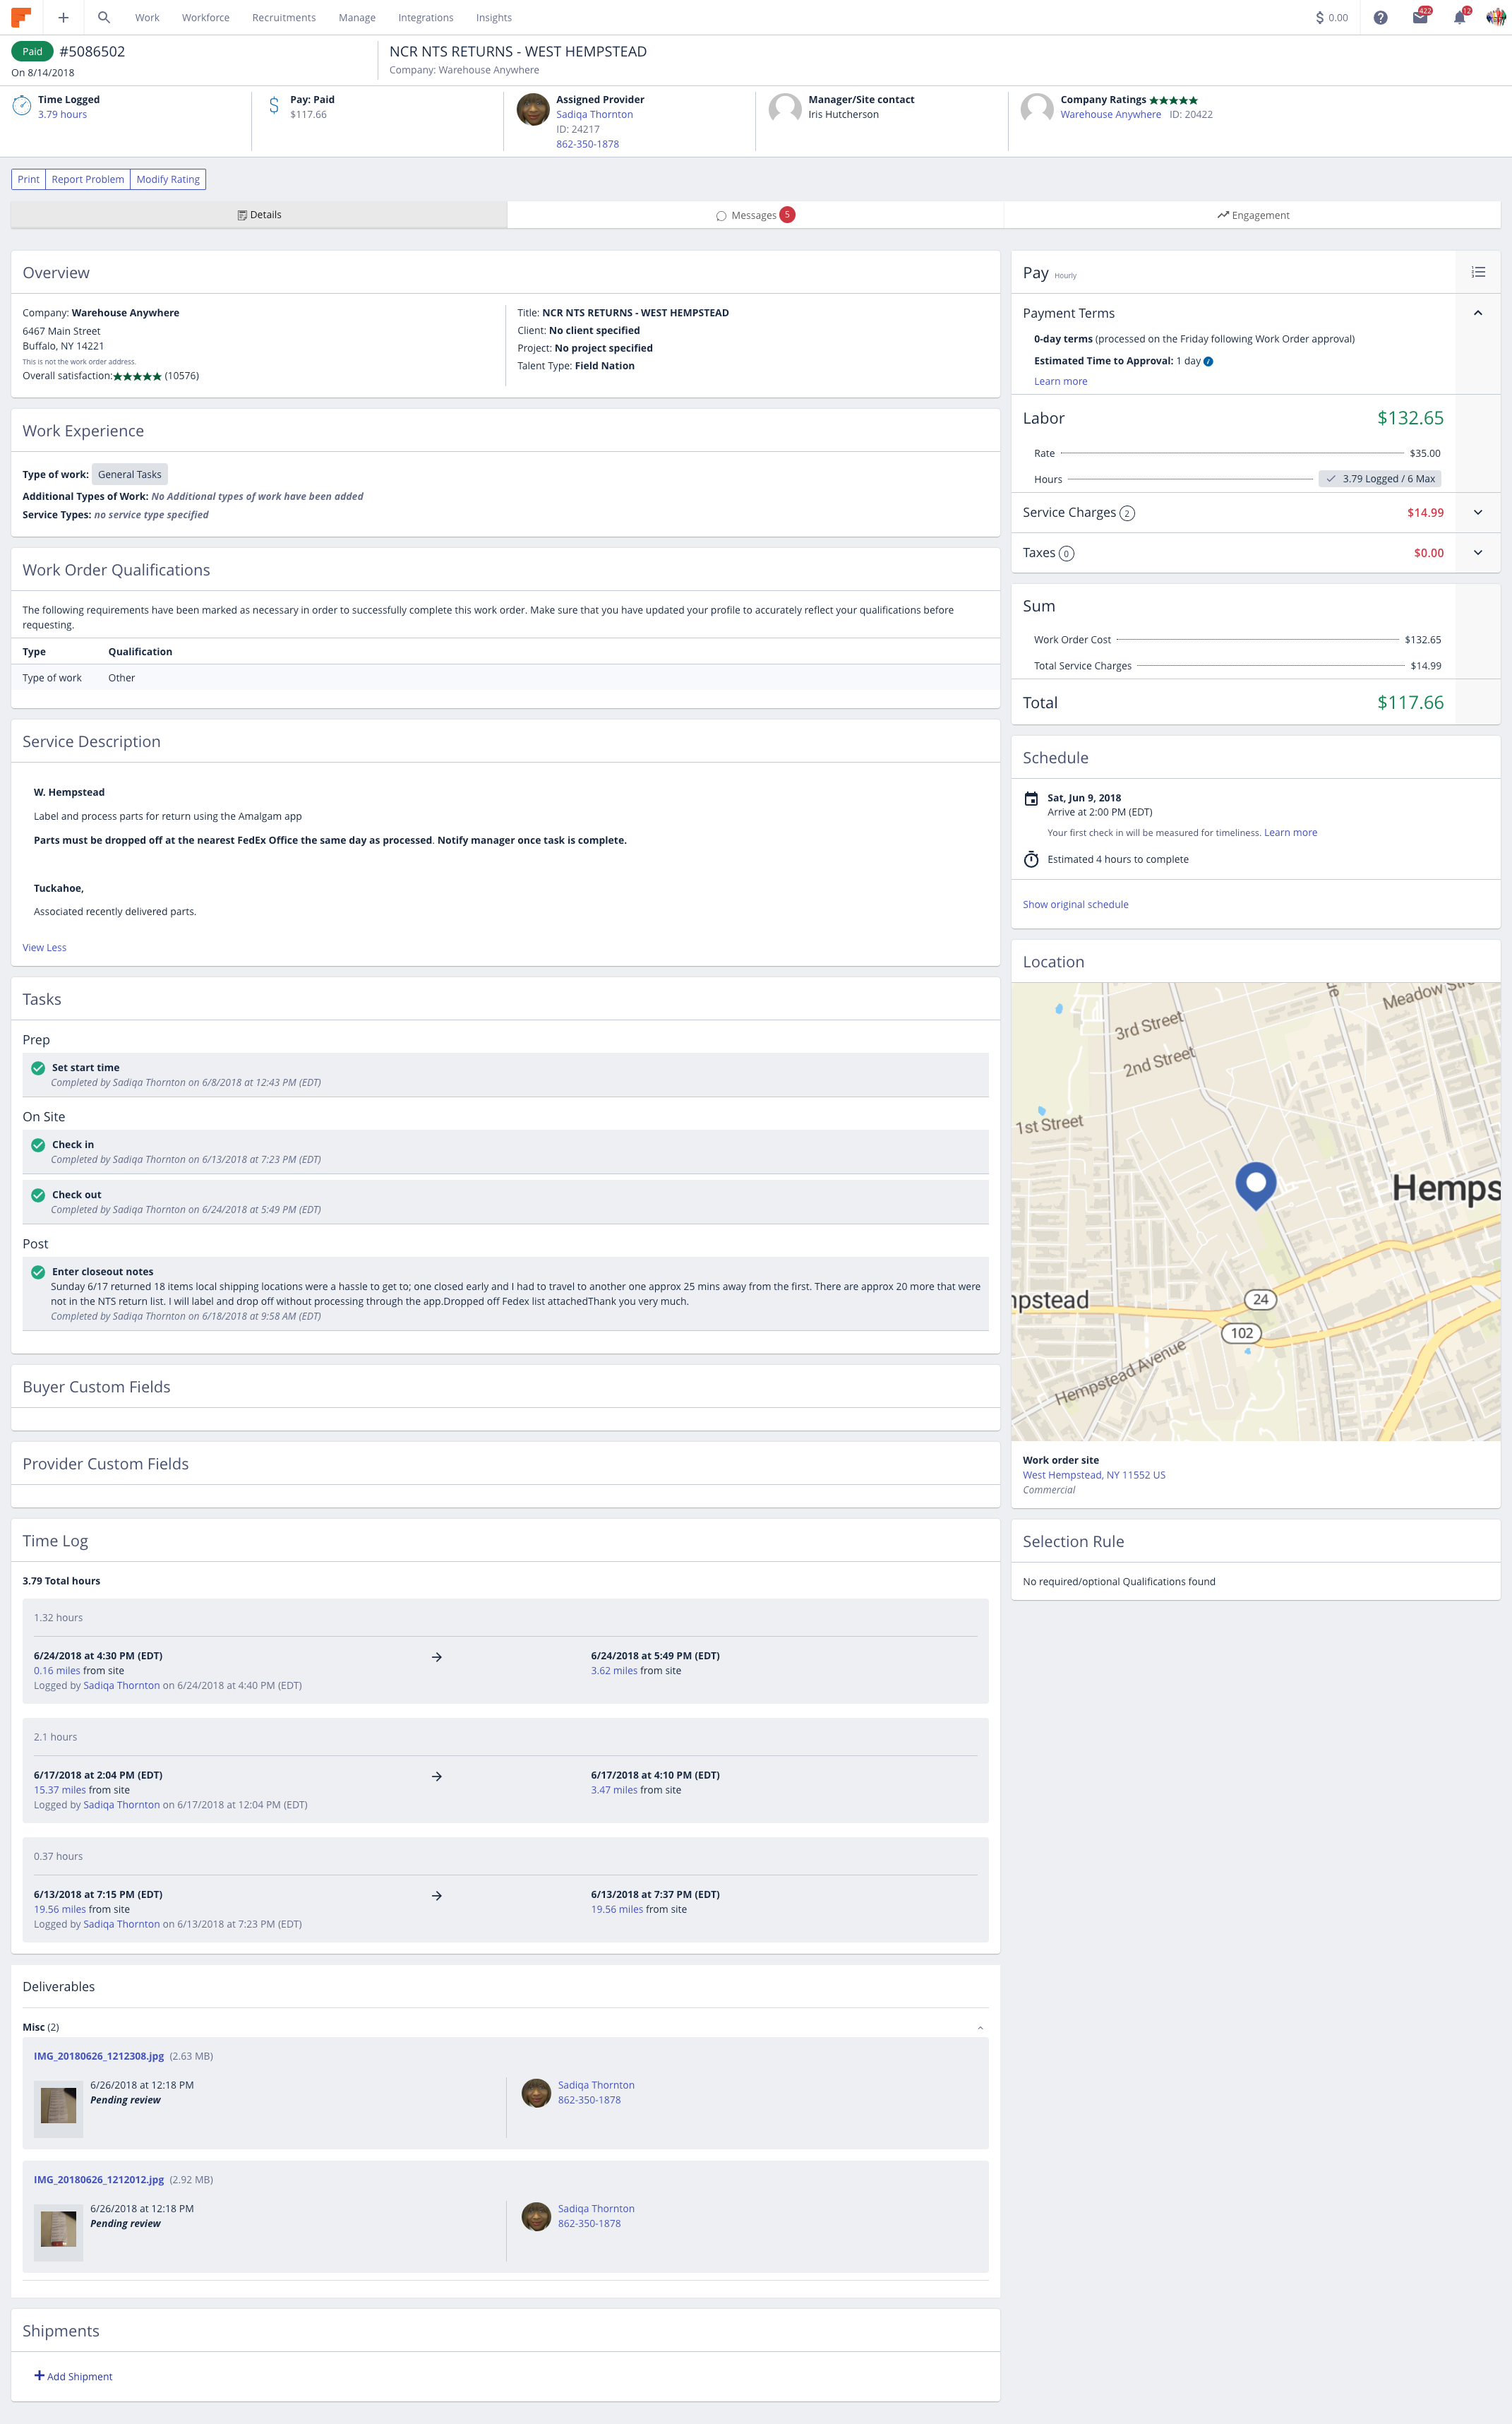 Work Workforce Recruitments Manage Integrations Insights $ 0.00 422 12
Paid #5086502
On 8/14/2018
NCR NTS RETURNS - WEST HEMPSTEAD
Company: Warehouse Anywhere
Time Logged
3.79 hours
Pay: Paid
$117.66
Assigned Provider
Sadiqa Thornton
ID: 24217
862-350-1878
Manager/Site contact
Iris Hutcherson
Company Ratings ★★★★★
Warehouse Anywhere ID: 20422
Print Report Problem Modify Rating
Details Messages 5 Engagement
Overview
Company: Warehouse Anywhere
6467 Main Street
Buffalo, NY 14221
This is not the work order address.
Overall satisfaction:★★★★★ (10576)
Title: NCR NTS RETURNS - WEST HEMPSTEAD
Client: No client specified
Project: No project specified
Talent Type: Field Nation
Work Experience
Type of work: General Tasks
Additional Types of Work: No Additional types of work have been added
Service Types: no service type specified
Work Order Qualifications
The following requirements have been marked as necessary in order to successfully complete this work order. Make sure that you have updated your profile to accurately reflect your qualifications before
requesting.
Type Qualification
Type of work Other
Service Description
W. Hempstead
Label and process parts for return using the Amalgam app
Parts must be dropped off at the nearest FedEx Office the same day as processed. Notify manager once task is complete.
Tuckahoe,
Associated recently delivered parts.
View Less
Tasks
Prep
Set start time
Completed by Sadiqa Thornton on 6/8/2018 at 12:43 PM (EDT)
On Site
Check in
Completed by Sadiqa Thornton on 6/13/2018 at 7:23 PM (EDT)
Check out
Completed by Sadiqa Thornton on 6/24/2018 at 5:49 PM (EDT)
Post
Enter closeout notes
Sunday 6/17 returned 18 items local shipping locations were a hassle to get to; one closed early and I had to travel to another one approx 25 mins away from the first. There are approx 20 more that were
not in the NTS return list. I will label and drop off without processing through the app.Dropped off Fedex list attachedThank you very much.
Completed by Sadiqa Thornton on 6/18/2018 at 9:58 AM (EDT)
Buyer Custom Fields
Provider Custom Fields
Time Log
3.79 Total hours
1.32 hours
6/24/2018 at 4:30 PM (EDT) → 6/24/2018 at 5:49 PM (EDT)
0.16 miles from site 3.62 miles from site
Logged by Sadiqa Thornton on 6/24/2018 at 4:40 PM (EDT)
2.1 hours
6/17/2018 at 2:04 PM (EDT) → 6/17/2018 at 4:10 PM (EDT)
15.37 miles from site 3.47 miles from site
Logged by Sadiqa Thornton on 6/17/2018 at 12:04 PM (EDT)
0.37 hours
6/13/2018 at 7:15 PM (EDT) → 6/13/2018 at 7:37 PM (EDT)
19.56 miles from site 19.56 miles from site
Logged by Sadiqa Thornton on 6/13/2018 at 7:23 PM (EDT)
Deliverables
Misc (2)
IMG_20180626_1212308.jpg (2.63 MB)
6/26/2018 at 12:18 PM
Pending review
Sadiqa Thornton
862-350-1878
IMG_20180626_1212012.jpg (2.92 MB)
6/26/2018 at 12:18 PM
Pending review
Sadiqa Thornton
862-350-1878
Shipments
+ Add Shipment
Pay Hourly
Payment Terms
0-day terms (processed on the Friday following Work Order approval)
Estimated Time to Approval: 1 day
Learn more
Labor $132.65
Rate $35.00
Hours 3.79 Logged / 6 Max
Service Charges 2 $14.99
Taxes 0 $0.00
Sum
Work Order Cost $132.65
Total Service Charges $14.99
Total $117.66
Schedule
Sat, Jun 9, 2018
Arrive at 2:00 PM (EDT)
Your first check in will be measured for timeliness. Learn more
Estimated 4 hours to complete
Show original schedule
Location
Meadow Stre
3rd Street
2nd Street
1st Street
Hemps
npstead
24
102
Hempstead Avenue
Work order site
West Hempstead, NY 11552 US
Commercial
Selection Rule
No required/optional Qualifications found